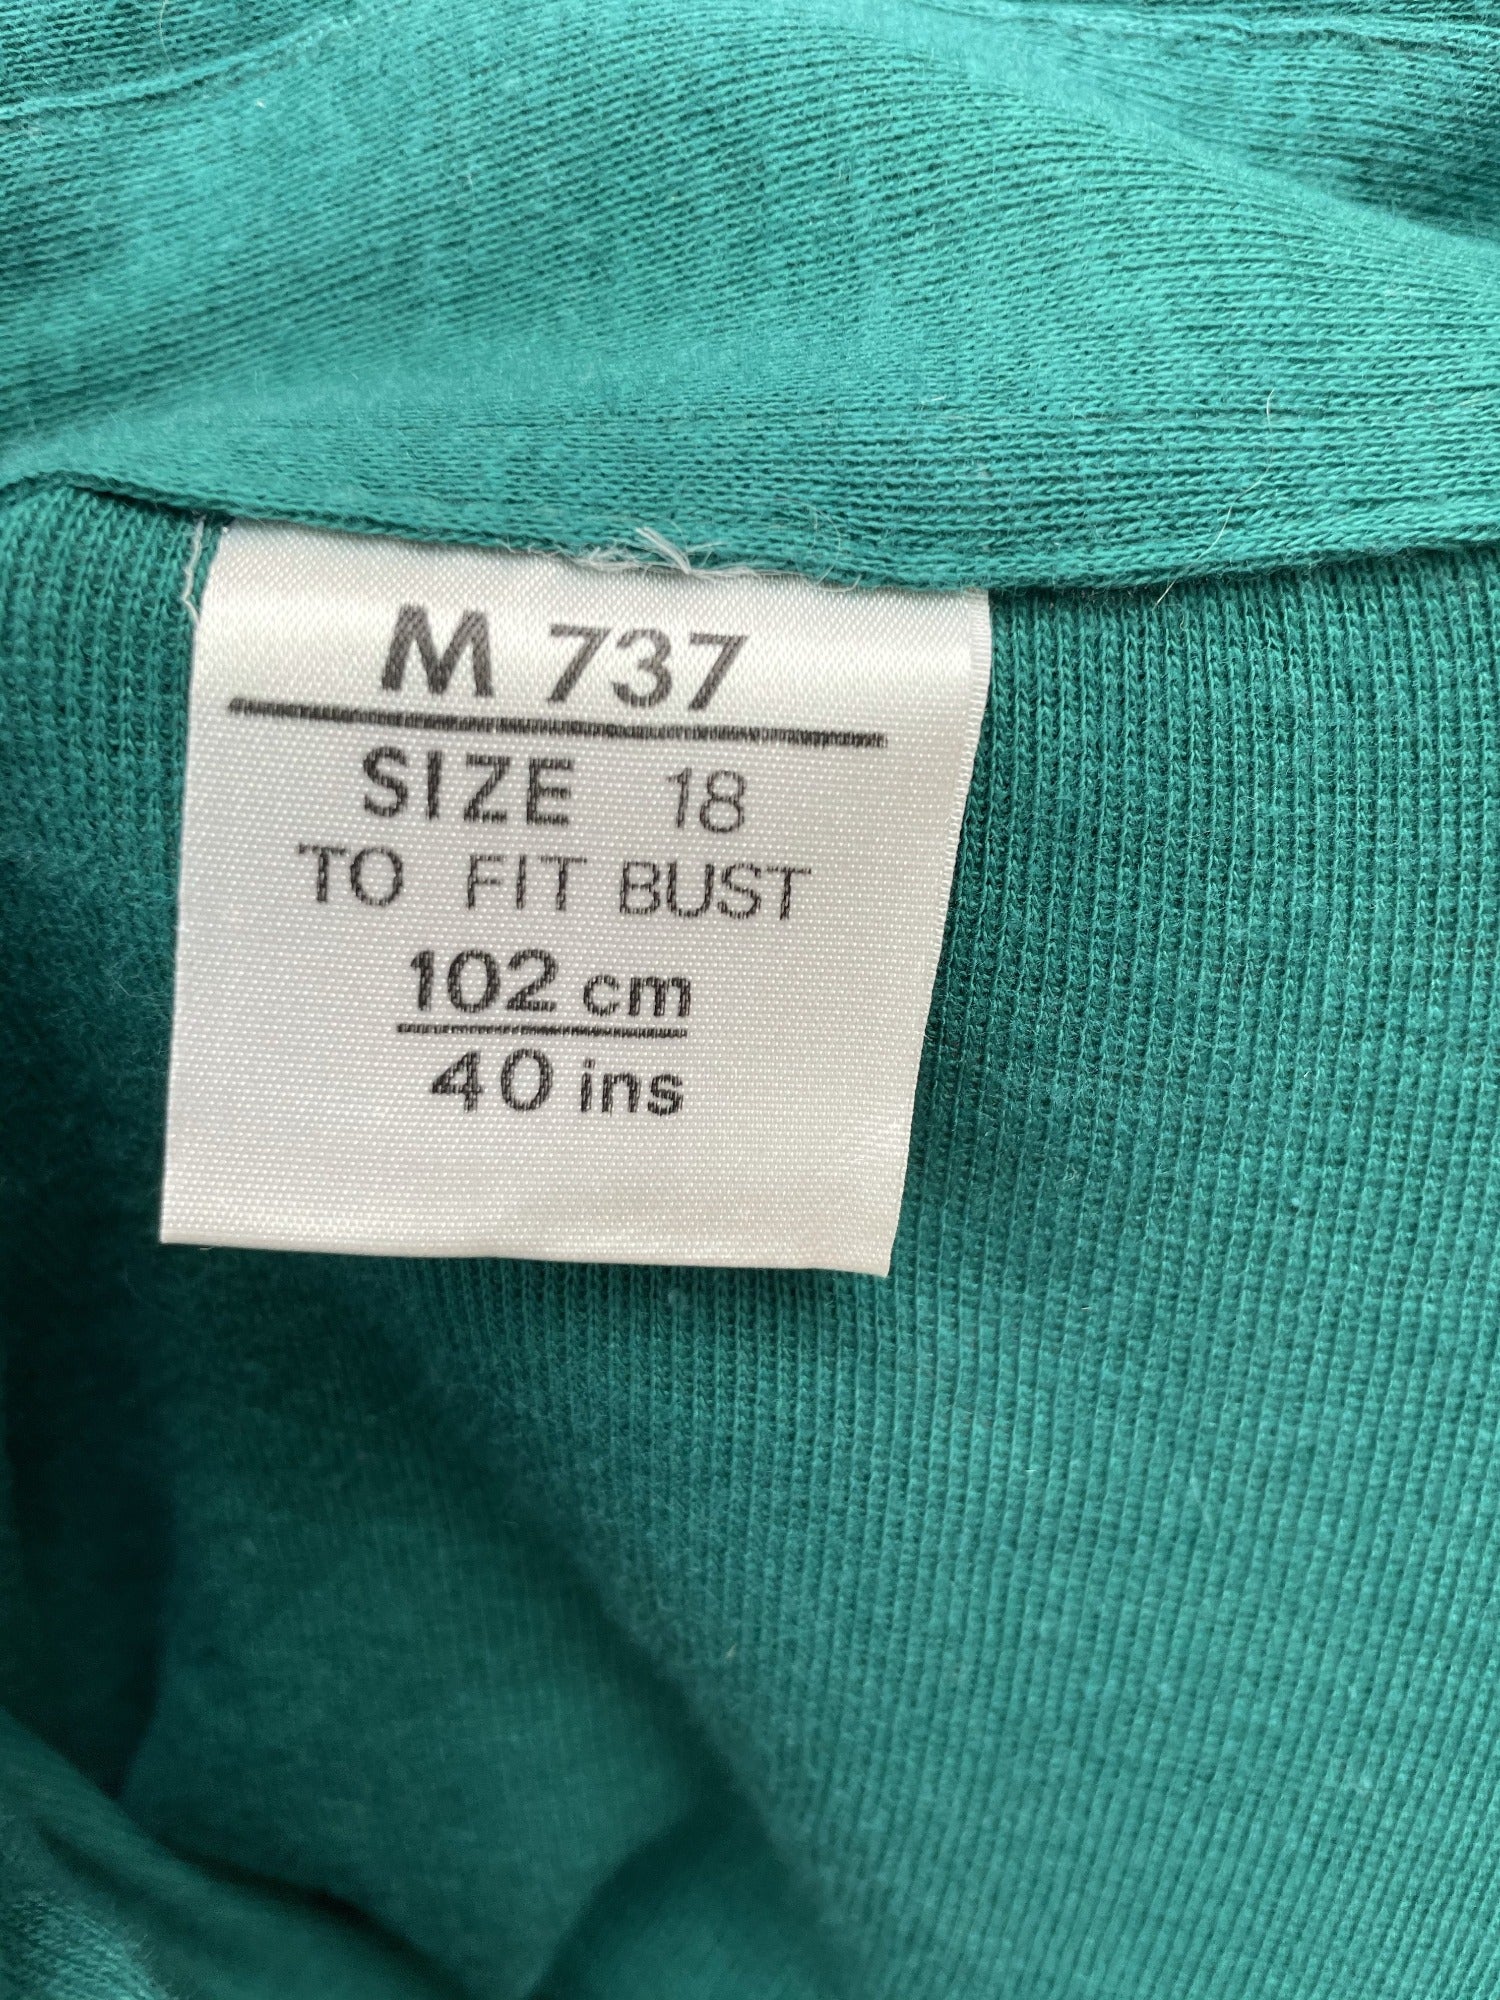 M 737
SIZE 18
TO FIT BUST
102 cm
40 ins